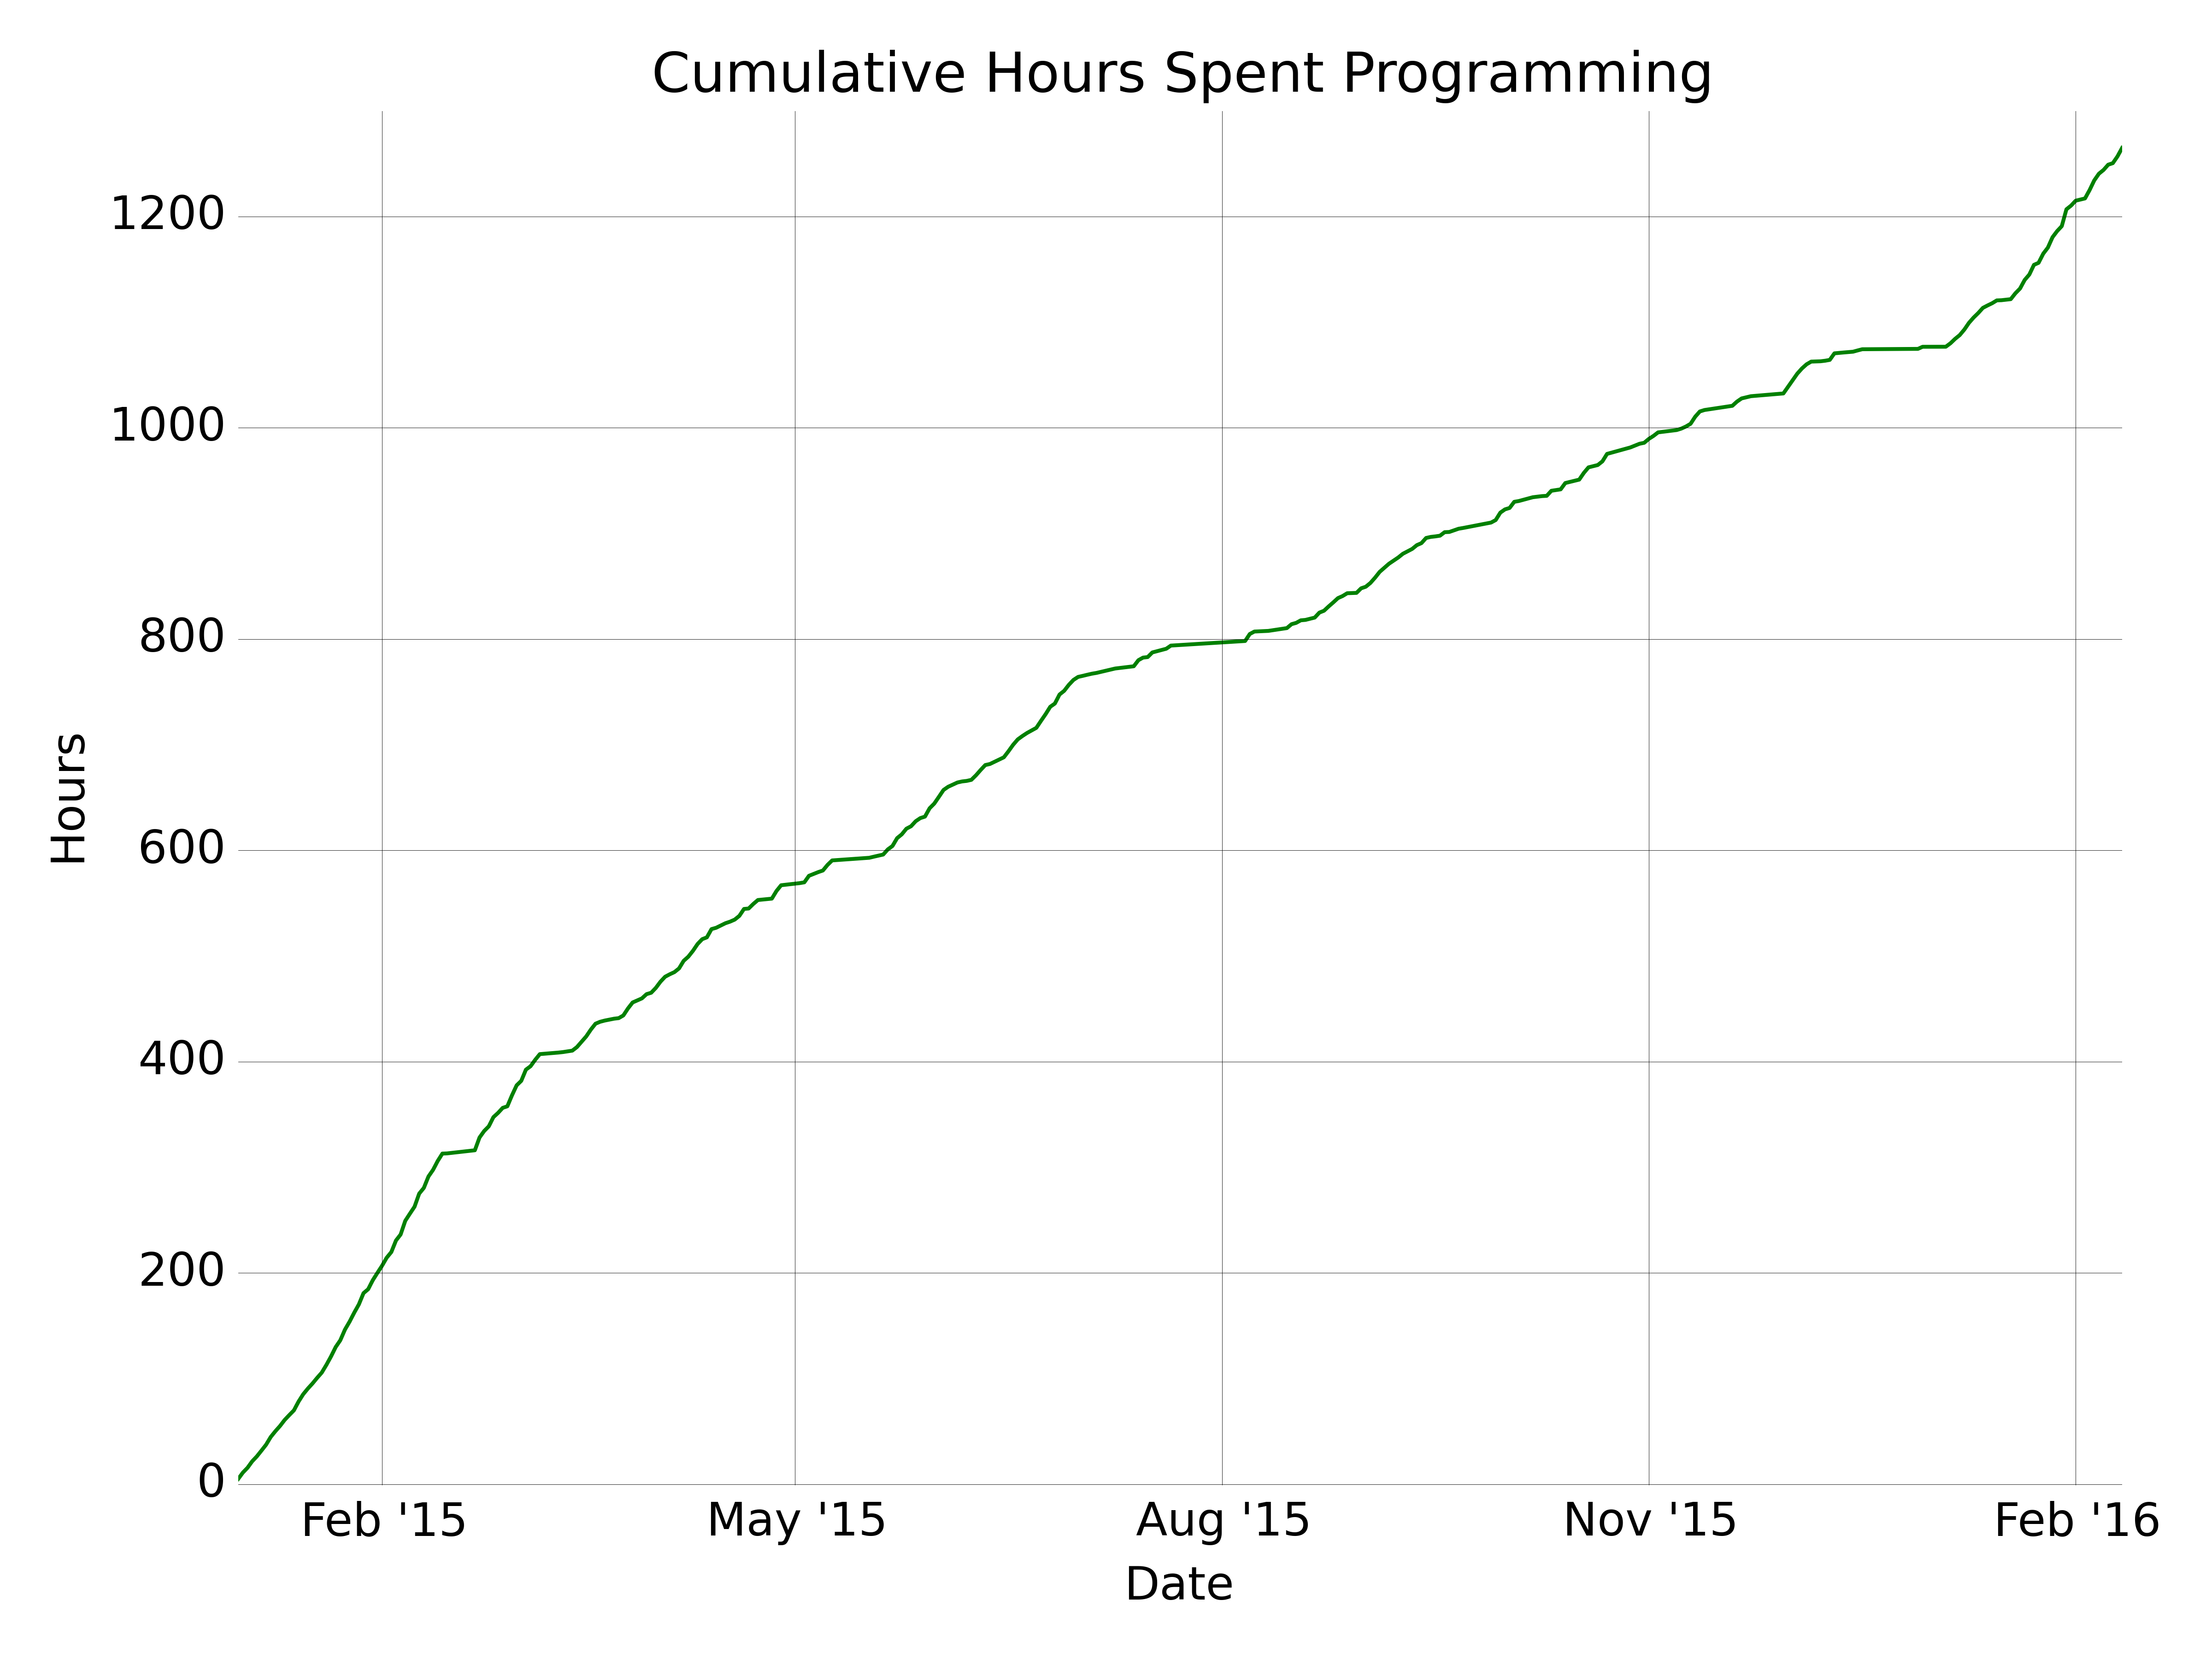 Cumulative Hours Spent Programming
1200
1000
800
600
400
200
0
Hours
Feb '15
May '15
Aug '15
Nov '15
Feb '16
Date